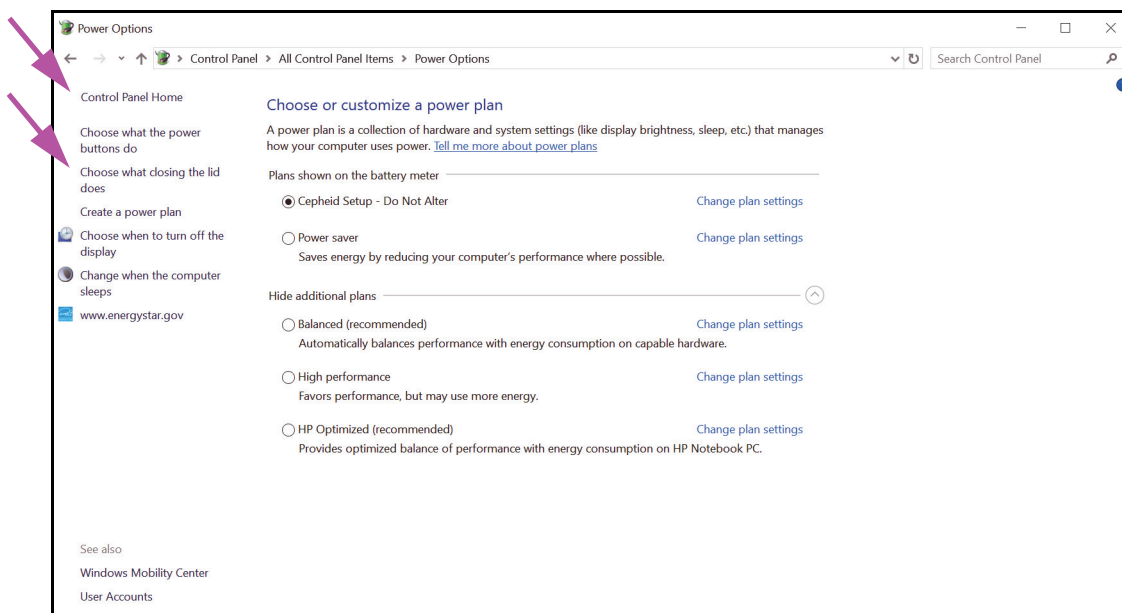 Power Options
Control Panel > All Control Panel Items > Power Options
Search Control Panel
Control Panel Home
Choose what the power
buttons do
Choose what closing the lid
does
Create a power plan
Choose when to turn off the
display
Change when the computer
sleeps
www.energystar.gov
Choose or customize a power plan
A power plan is a collection of hardware and system settings (like display brightness, sleep, etc.) that manages
how your computer uses power. Tell me more about power plans
Plans shown on the battery meter
Cepheid Setup - Do Not Alter Change plan settings
Power saver Change plan settings
Saves energy by reducing your computer's performance where possible.
Hide additional plans
Balanced (recommended) Change plan settings
Automatically balances performance with energy consumption on capable hardware.
High performance Change plan settings
Favors performance, but may use more energy.
HP Optimized (recommended) Change plan settings
Provides optimized balance of performance with energy consumption on HP Notebook PC.
See also
Windows Mobility Center
User Accounts